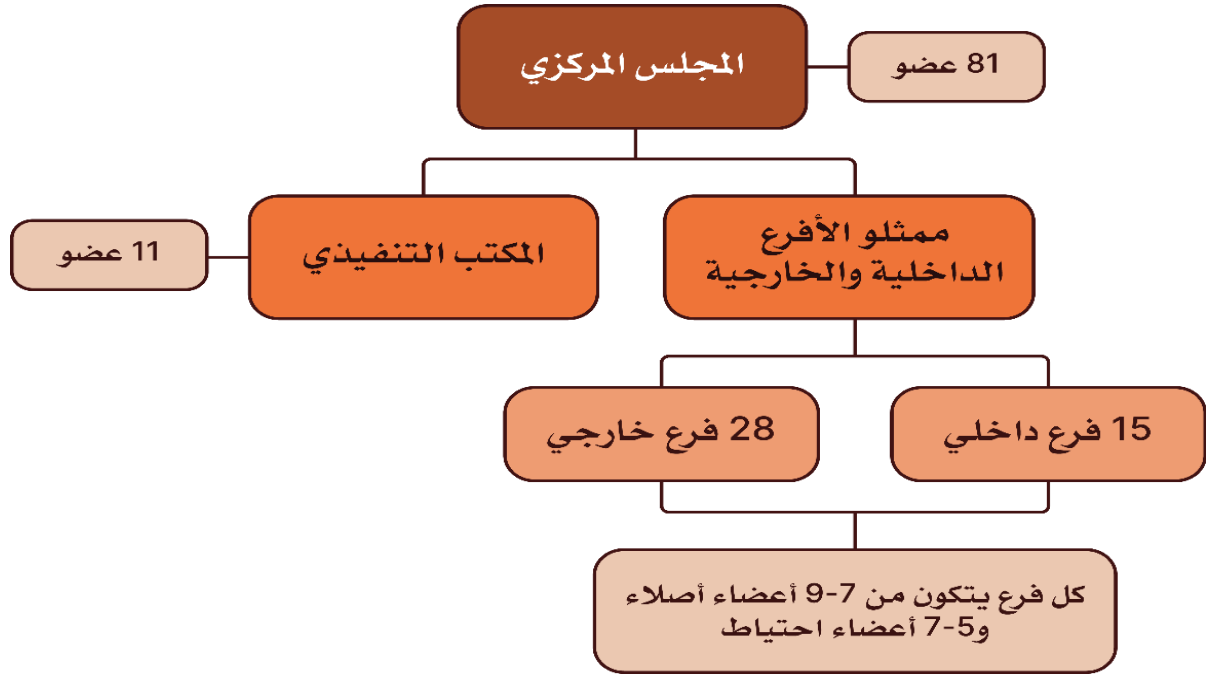 المجلس المركزي
81 عضو
ممثلو الأفرع
الداخلية والخارجية
المكتب التنفيذي
11 عضو
15 فرع داخلي
28 فرع خارجي
كل فرع يتكون من 7-9 أعضاء أصلاء
و5-7 أعضاء احتياط